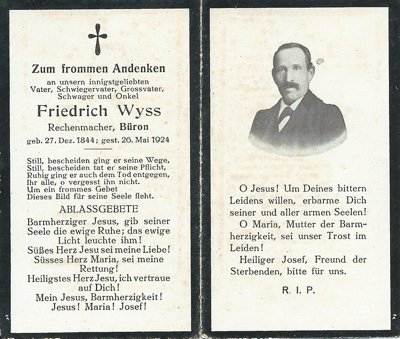 Zum frommen Andenken
an unsern innigstgeliebten
Vater, Schwiegervater, Grossvater,
Schwager und Onkel
Friedrich Wyss
Rechenmacher, Büron
geb. 27. Dez. 1844; gest. 26. Mai 1924
Still, bescheiden ging er seine Wege,
Still, bescheiden tat er seine Pflicht,
Ruhig ging er auch dem Tod entgegen,
Ihr alle, o vergesst ihn nicht.
Um ein frommes Gebet
Dieses Bild für seine Seele fleht.
ABLASSGEBETE
Barmherziger Jesus, gib seiner
Seele die ewige Ruhe; das ewige
Licht leuchte ihm!
Süßes Herz Jesu sei meine Liebe!
Süsses Herz Maria, sei meine
Rettung!
Heiligstes Herz Jesu, ich vertraue
auf Dich!
Mein Jesus, Barmherzigkeit!
Jesus! Maria! Josef!
O Jesus! Um Deines bittern
Leidens willen, erbarme Dich
seiner und aller armen Seelen!
O Maria, Mutter der Barm-
herzigkeit, sei unser Trost im
Leiden!
Heiliger Josef, Freund der
Sterbenden, bitte für uns.
R. I. P.